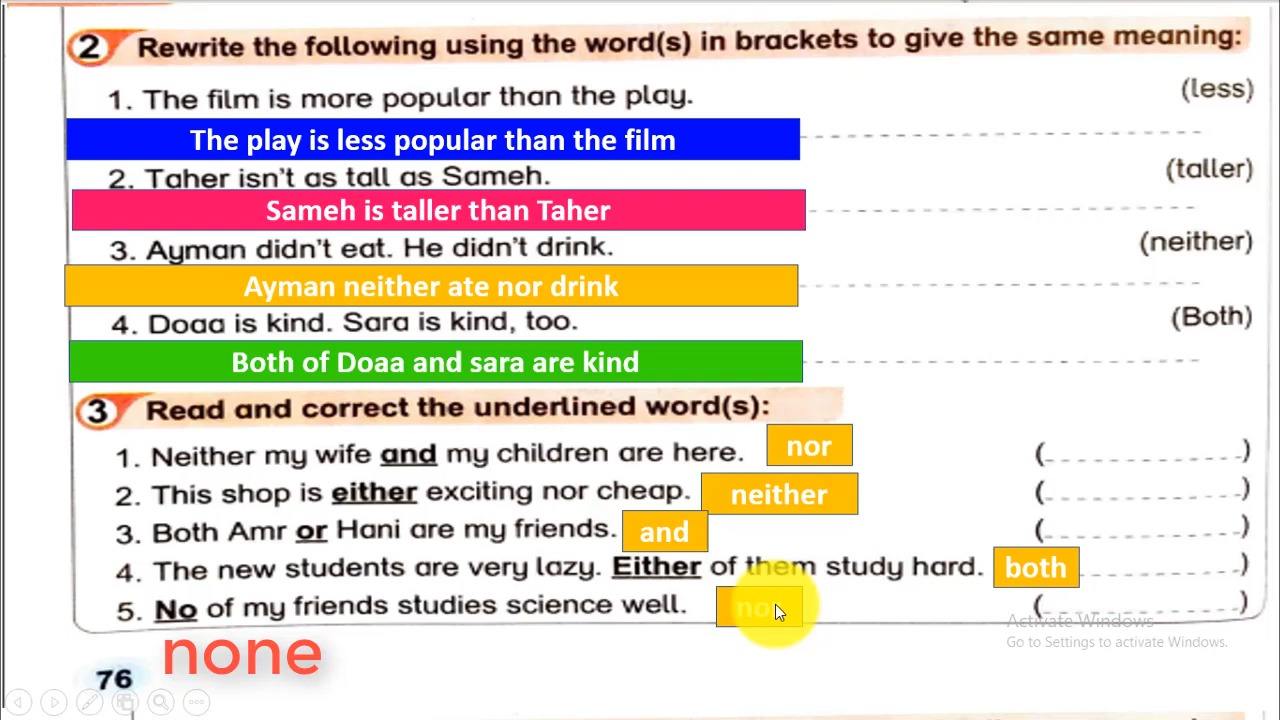 2 Rewrite the following using the word(s) in brackets to give the same meaning:
1. The film is more popular than the play. (less)
The play is less popular than the film
2. Taher isn't as tall as Sameh. (taller)
Sameh is taller than Taher
3. Ayman didn't eat. He didn't drink. (neither)
Ayman neither ate nor drink
4. Doaa is kind. Sara is kind, too. (Both)
Both of Doaa and sara are kind
3 Read and correct the underlined word(s):
1. Neither my wife and my children are here. nor (
)
2. This shop is either exciting nor cheap. neither (
)
3. Both Amr or Hani are my friends. and (
)
4. The new students are very lazy. Either of them study hard. both
)
5. No of my friends studies science well. (
)
Activate Windows
Go to Settings to activate Windows.
none
76